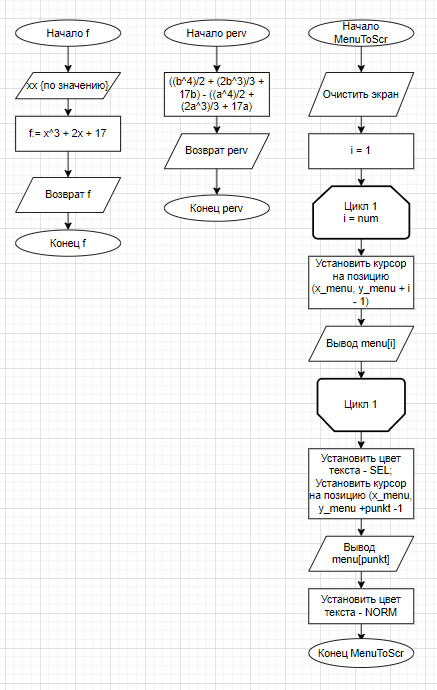 Начало f
xx {по значению}
f:= x^3 + 2x + 17
Возврат f
Конец f
Начало perv
((b^4)/2 + (2b^3)/3 +
17b) - ((a^4)/2 +
(2a^3)/3 + 17a)
Возврат perv
Конец perv
Начало
MenuToScr
Очистить экран
i = 1
Цикл 1
i = num
Установить курсор
на позицию
(x_menu, y_menu + i
- 1)
Вывод menu[i]
Цикл 1
Установить цвет
текста - SEL;
Установить курсор
на позицию (x_menu,
y_menu +punkt -1
Вывод
menu[punkt]
Установить цвет
текста - NORM
Конец MenuToScr